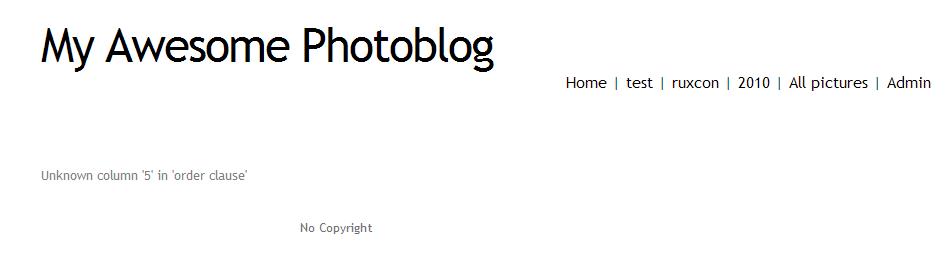 My Awesome Photoblog
Home | test | ruxcon | 2010 | All pictures | Admin
Unknown column '5' in 'order clause'
No Copyright